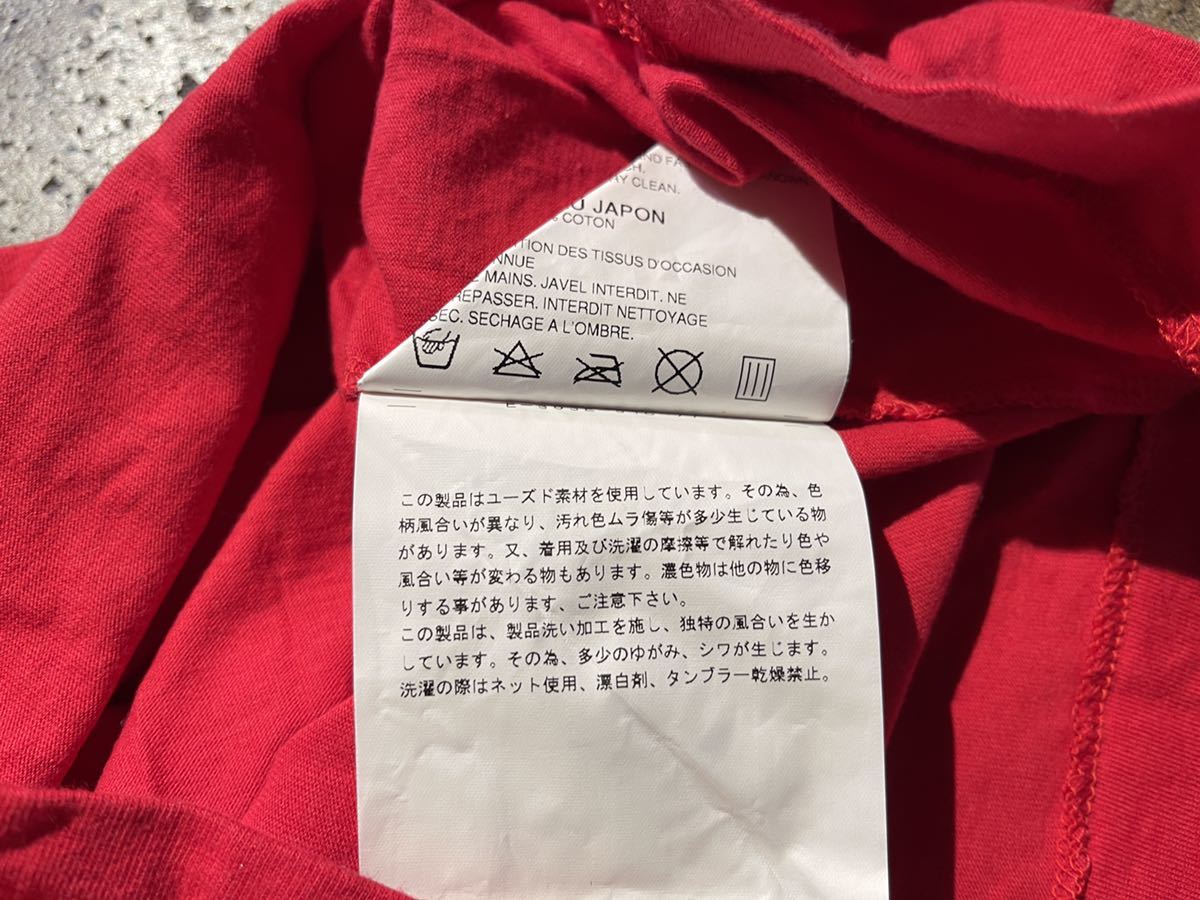 AND FA
Y CLEAN.
U JAPON
COTON
TION DES TISSUS D'OCCASION
NNUE
MAINS. JAVEL INTERDIT. NE
REPASSER. INTERDIT NETTOYAGE
SEC. SECHAGE A L'OMBRE.
この製品はユーズド素材を使用しています。その為、色
柄風合いが異なり、汚れ色ムラ傷等が多少生じている物
があります。又、着用及び洗濯の摩擦等で解れたり色や
風合い等が変わる物もあります。濃色物は他の物に色移
りする事があります、ご注意下さい。
この製品は、製品洗い加工を施し、独特の風合いを生か
しています。その為、多少のゆがみ、シワが生じます。
洗濯の際はネット使用、漂白剤、タンブラー乾燥禁止。